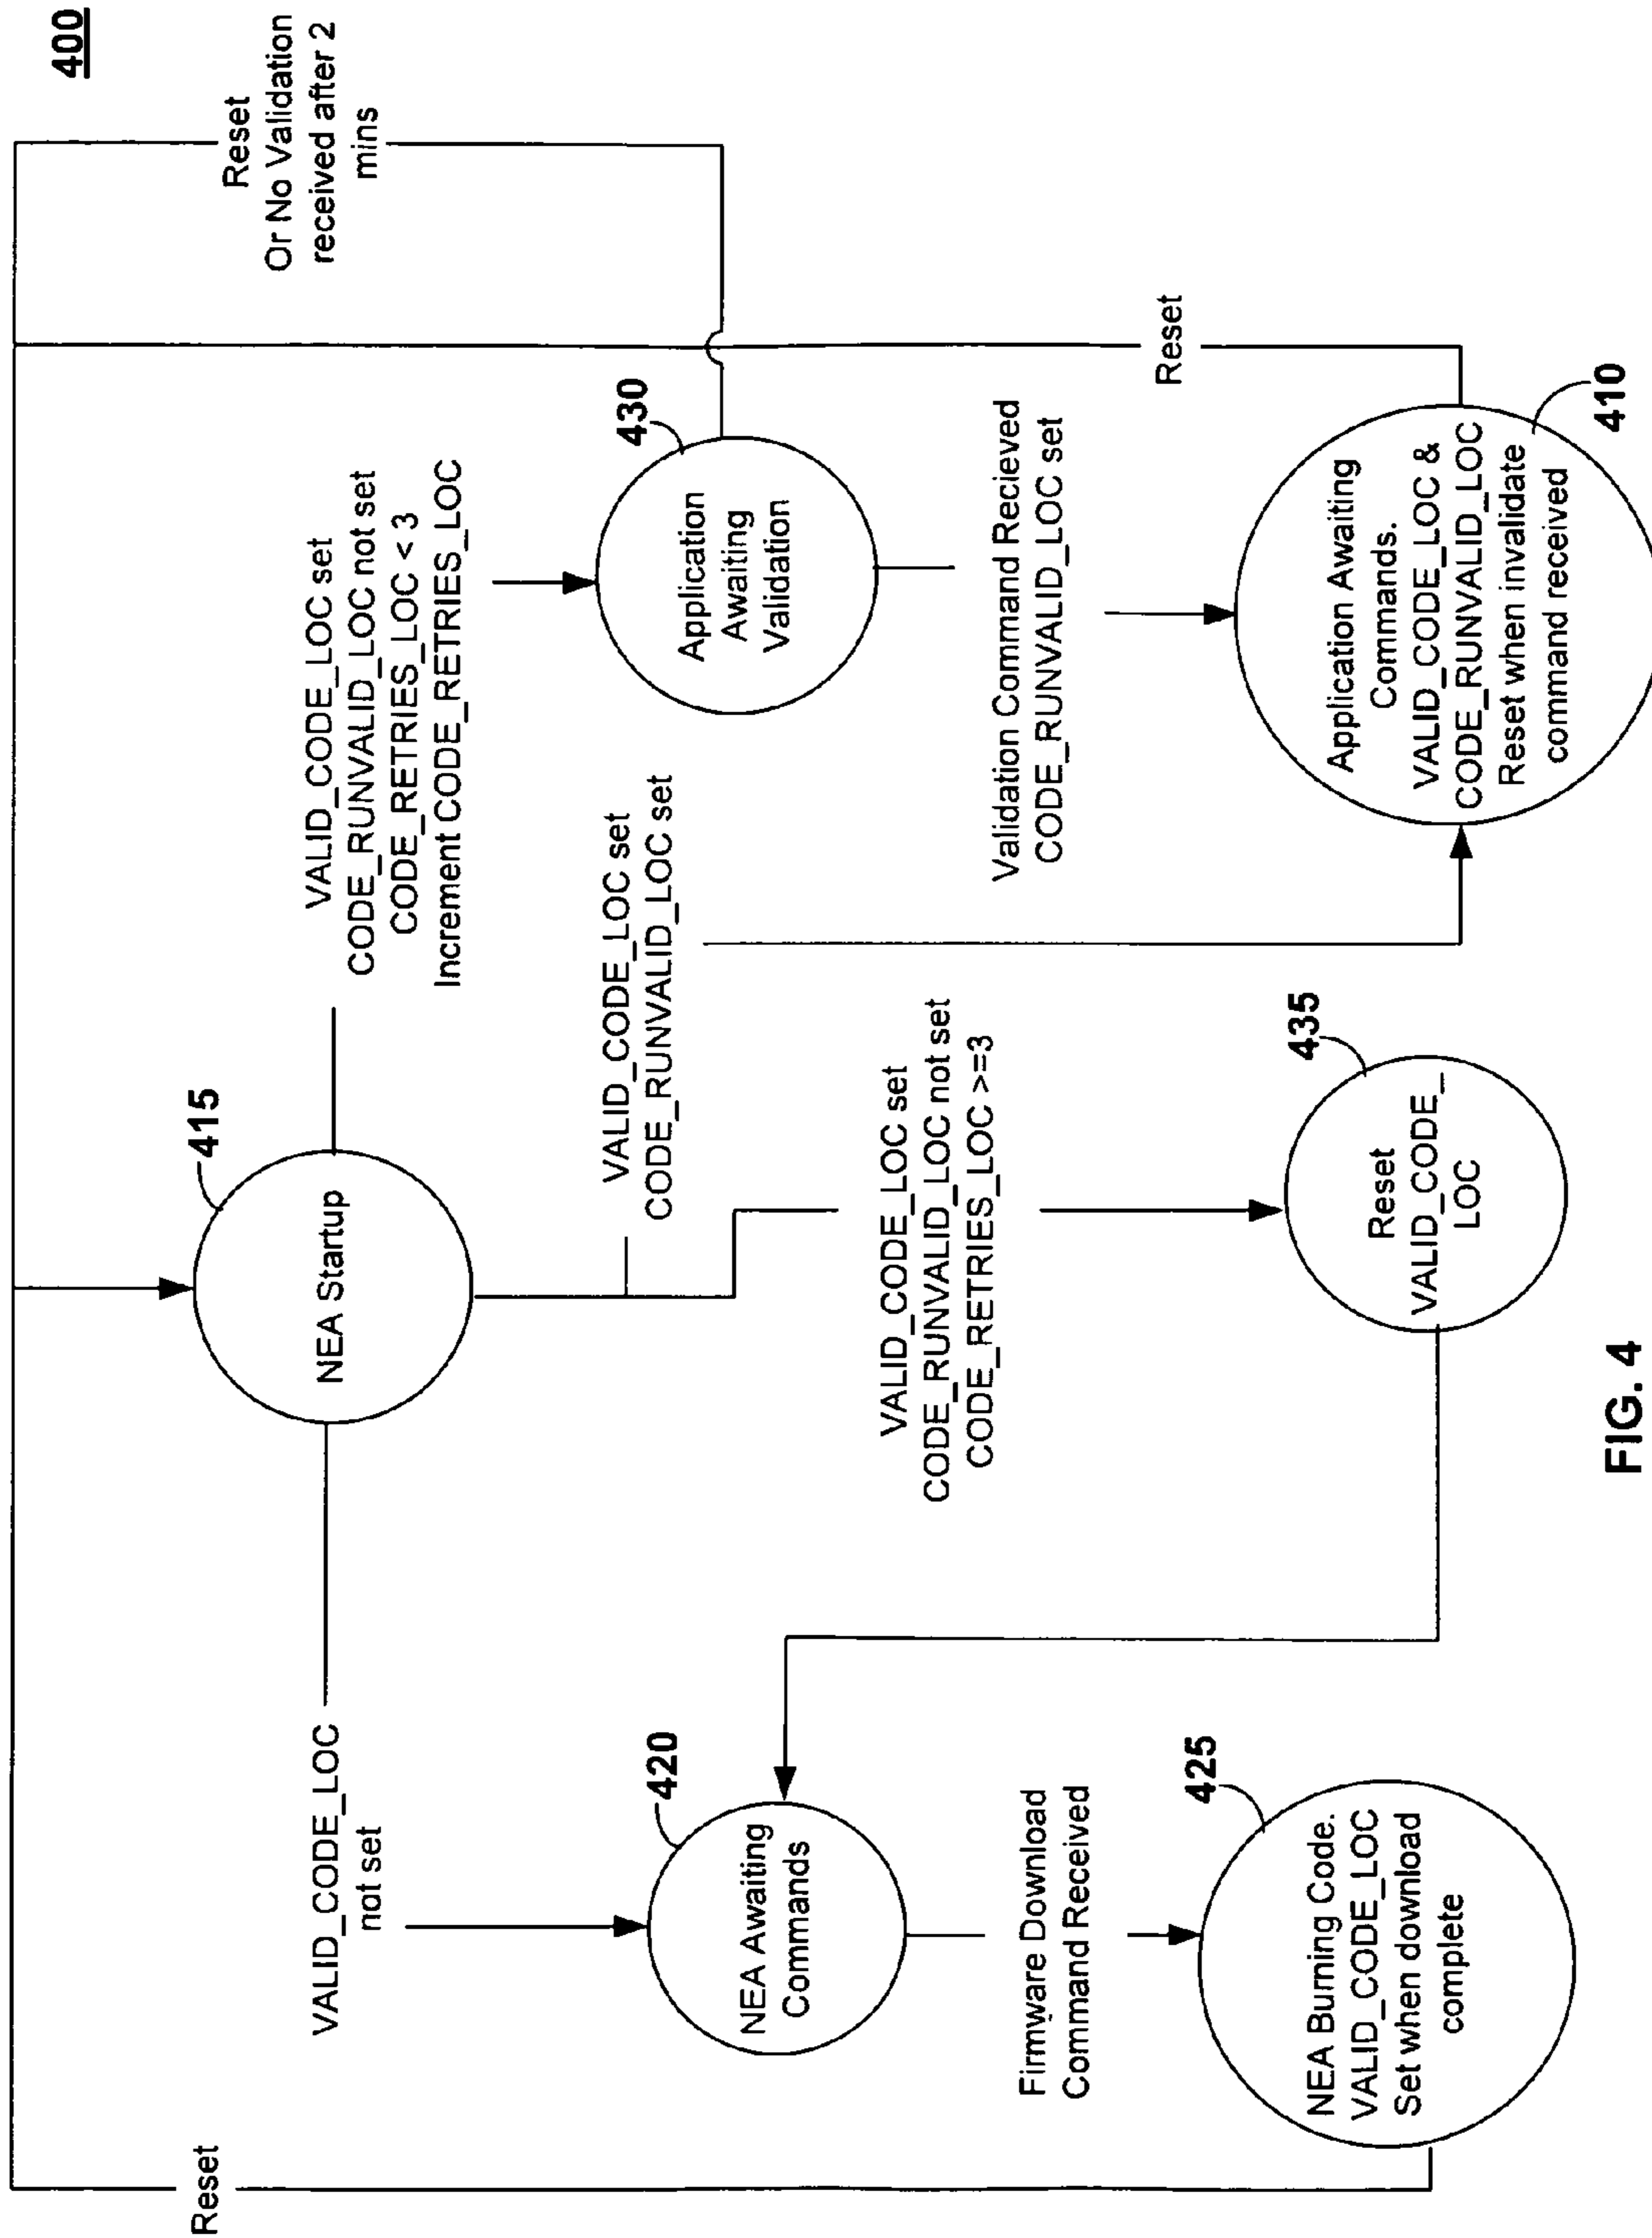 400
Reset
Or No Validation
received after 2
mins
415
NEA Startup
VALID_CODE_LOC
not set
VALID_CODE_LOC set
CODE_RUNVALID_LOC not set
CODE_RETRIES_LOC < 3
Increment CODE_RETRIES_LOC
VALID_CODE_LOC set
CODE_RUNVALID_LOC set
430
Application
Awaiting
Validation
420
NEA Awaiting
Commands
VALID_CODE_LOC set
CODE_RUNVALID_LOC not set
CODE_RETRIES_LOC >=3
Validation Command Recieved
CODE_RUNVALID_LOC set
Reset
Firmware Download
Command Received
425
NEA Burning Code.
VALID_CODE_LOC
Set when download
complete
435
Reset
VALID_CODE_
LOC
Application Awaiting
Commands.
VALID_CODE_LOC &
CODE_RUNVALID_LOC
Reset when invalidate
command received
410
Reset
FIG. 4